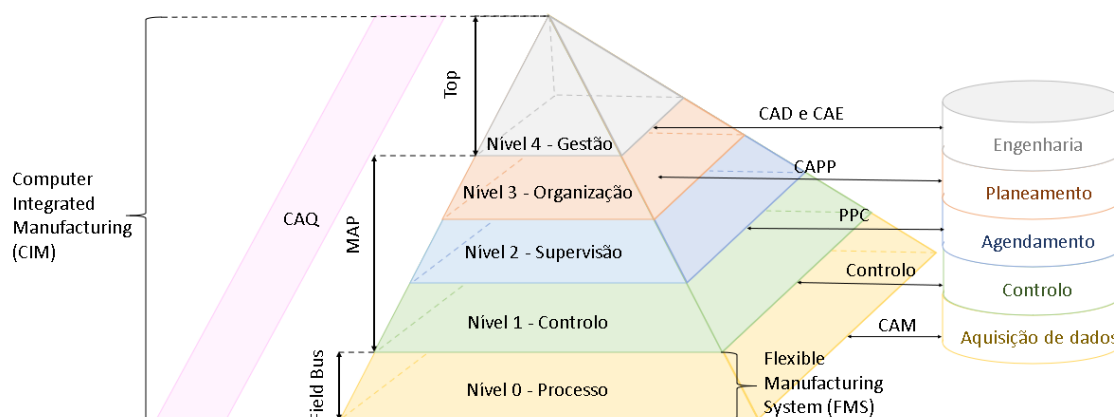 Computer
Integrated
Manufacturing
(CIM)
CAQ
Top
MAP
Field Bus
Nível 4 - Gestão
Nível 3 - Organização
Nível 2 - Supervisão
Nível 1 - Controlo
Nível 0 - Processo
Flexible
Manufacturing
System (FMS)
CAD e CAE
CAPP
PPC
Controlo
CAM
Engenharia
Planeamento
Agendamento
Controlo
Aquisição de dados